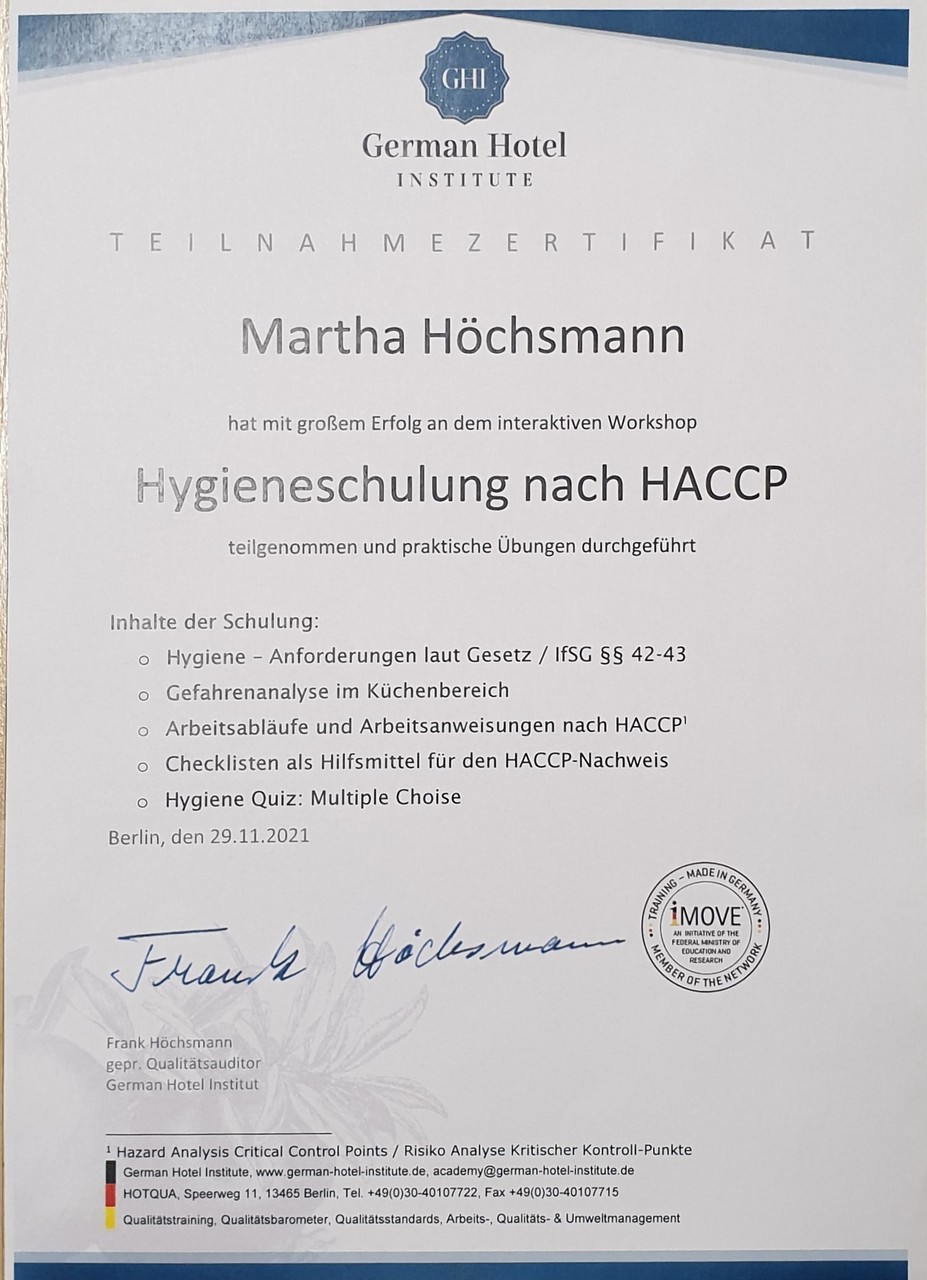 GHI
German Hotel
INSTITUTE
TEILNAHMEZERTIFIKAT
Martha Höchsmann
hat mit großem Erfolg an dem interaktiven Workshop
Hygieneschulung nach HACCP
teilgenommen und praktische Übungen durchgeführt
Inhalte der Schulung:
o Hygiene – Anforderungen laut Gesetz / IfSG §§ 42-43
o Gefahrenanalyse im Küchenbereich
o Arbeitsabläufe und Arbeitsanweisungen nach HACCP¹
o Checklisten als Hilfsmittel für den HACCP-Nachweis
o Hygiene Quiz: Multiple Choise
Berlin, den 29.11.2021
TRAINING – MADE IN GERMANY
iMOVE
AN INITIATIVE OF THE
FEDERAL MINISTRY OF
EDUCATION AND
RESEARCH
MEMBER OF THE NETWORK
Frank Höchsmann
Frank Höchsmann
gepr. Qualitätsauditor
German Hotel Institut
¹ Hazard Analysis Critical Control Points / Risiko Analyse Kritischer Kontroll-Punkte
German Hotel Institute, www.german-hotel-institute.de, academy@german-hotel-institute.de
HOTQUA, Speerweg 11, 13465 Berlin, Tel. +49(0)30-40107722, Fax +49(0)30-40107715
Qualitätstraining, Qualitätsbarometer, Qualitätsstandards, Arbeits-, Qualitäts- & Umweltmanagement